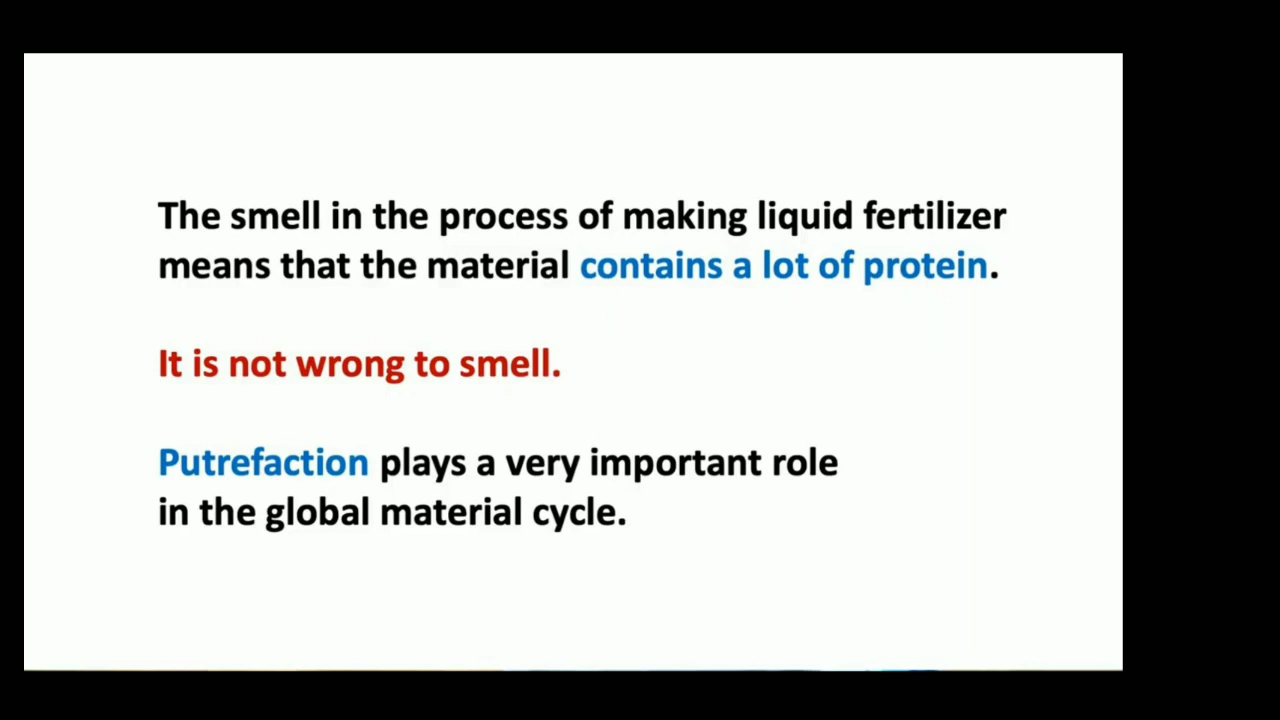 The smell in the process of making liquid fertilizer
means that the material contains a lot of protein.
It is not wrong to smell.
Putrefaction plays a very important role
in the global material cycle.